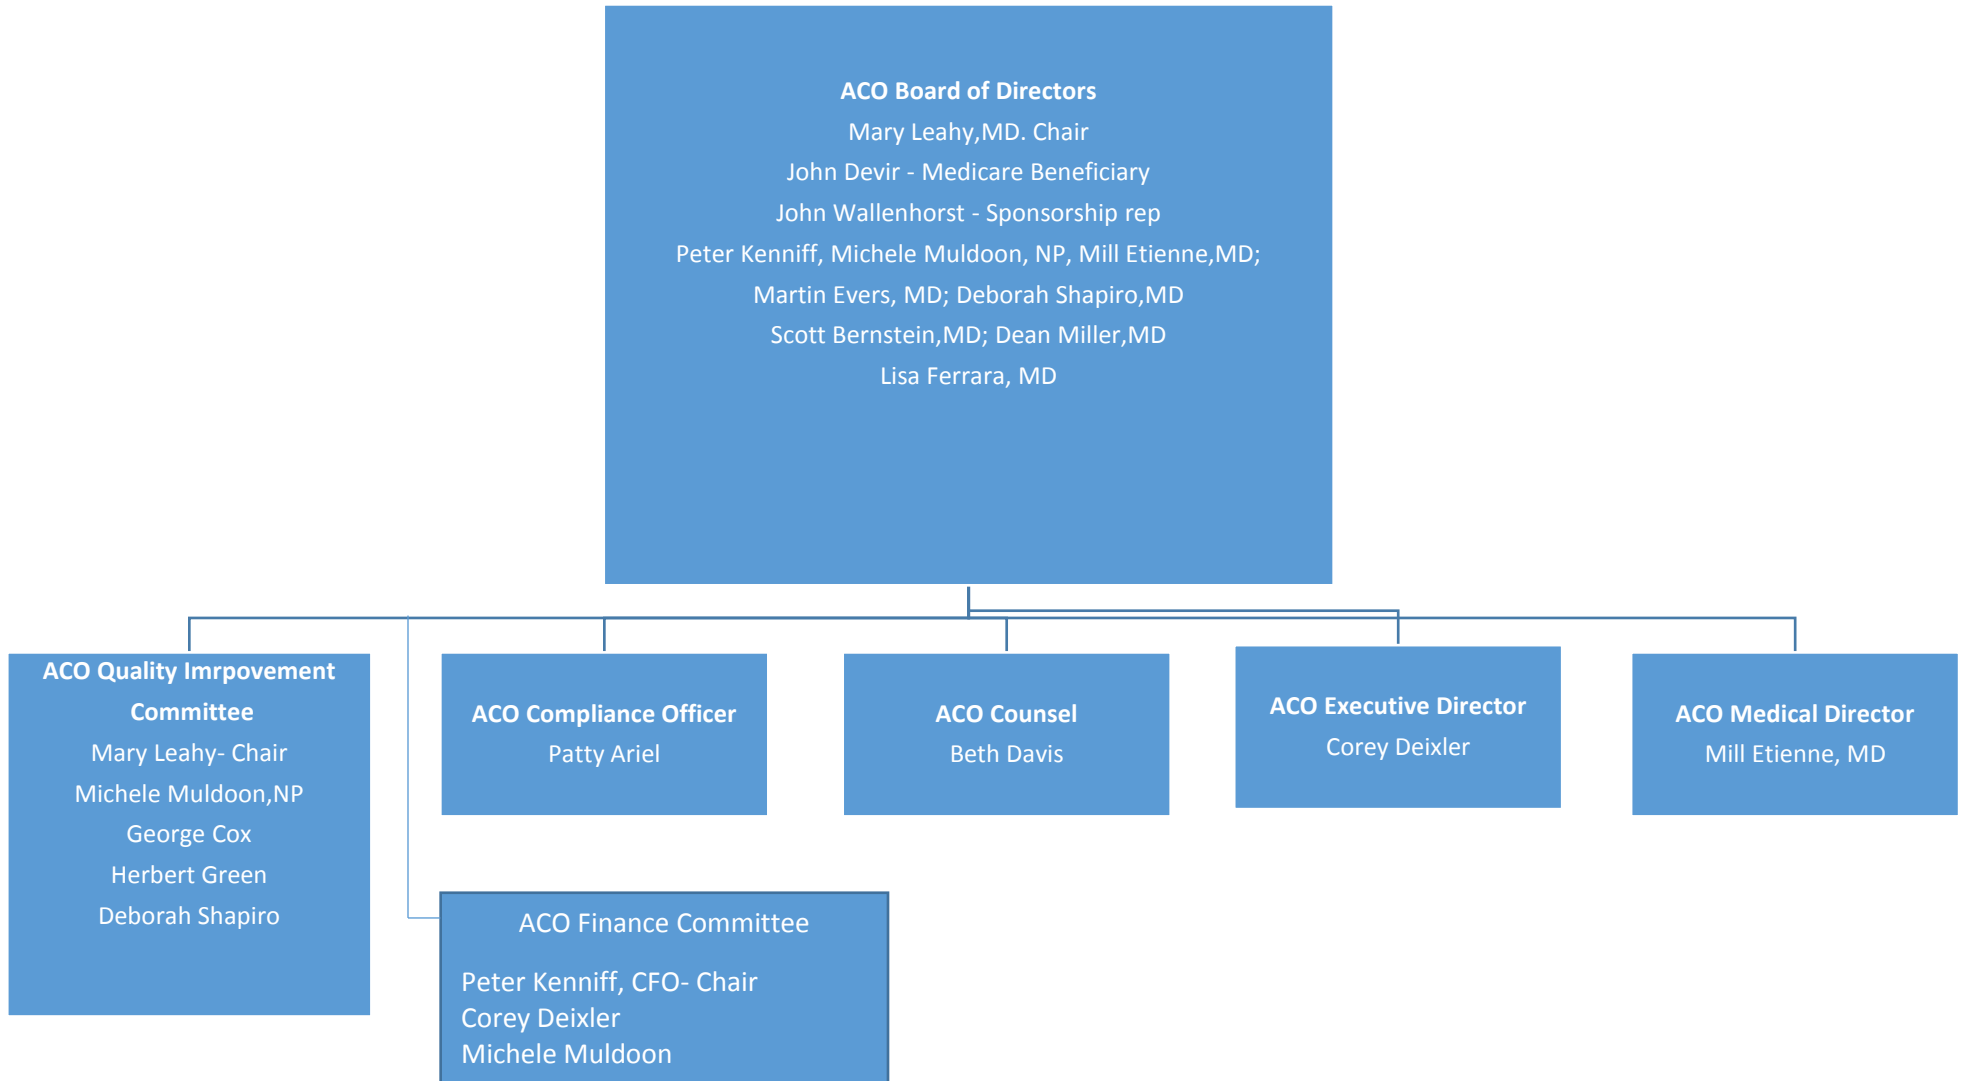 ACO Board of Directors
Mary Leahy,MD. Chair
John Devir - Medicare Beneficiary
John Wallenhorst - Sponsorship rep
Peter Kenniff, Michele Muldoon, NP, Mill Etienne,MD;
Martin Evers, MD; Deborah Shapiro,MD
Scott Bernstein,MD; Dean Miller,MD
Lisa Ferrara, MD
ACO Quality Imrpovement
Committee
Mary Leahy- Chair
Michele Muldoon,NP
George Cox
Herbert Green
Deborah Shapiro
ACO Compliance Officer
Patty Ariel
ACO Counsel
Beth Davis
ACO Executive Director
Corey Deixler
ACO Medical Director
Mill Etienne, MD
ACO Finance Committee
Peter Kenniff, CFO- Chair
Corey Deixler
Michele Muldoon